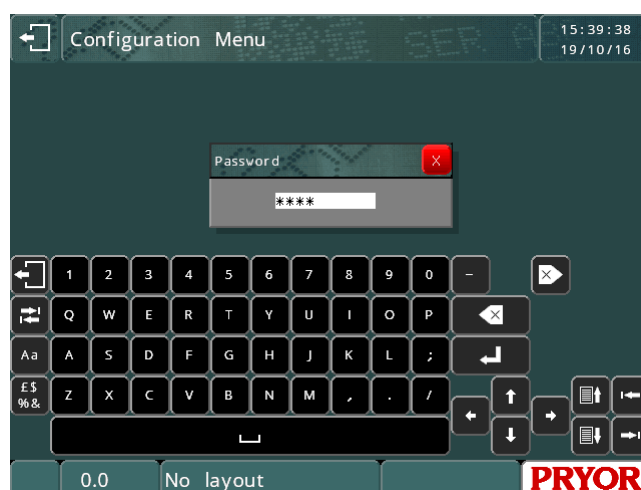 Configuration Menu
15:39:38
19/10/16
Password
X
****
1 2 3 4 5 6 7 8 9 0 -
Q W E R T Y U I O P
Aa A S D F G H J K L ;
£$
%&
Z X C V B N M , . /
0.0 No layout PRYOR